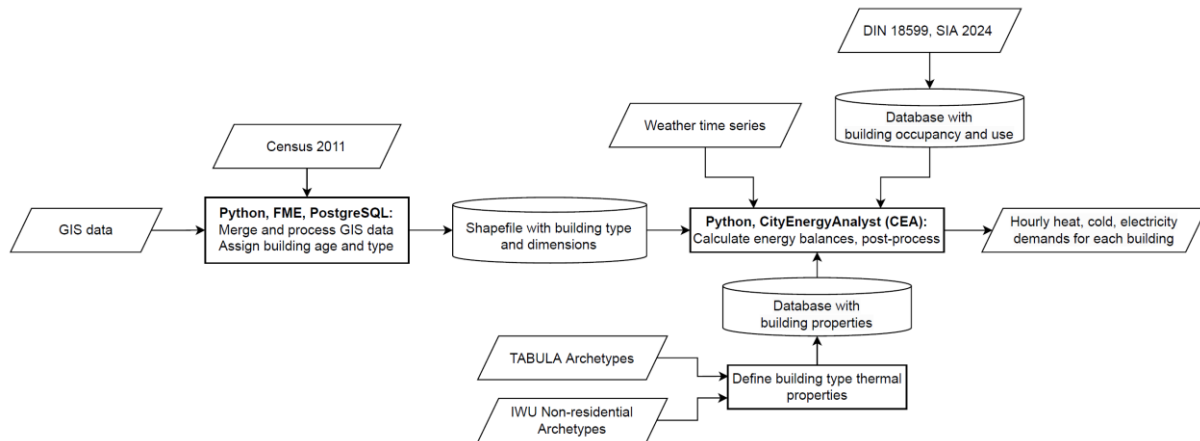 DIN 18599, SIA 2024
Weather time series
Database with
building occupancy and use
Census 2011
GIS data
Python, FME, PostgreSQL:
Merge and process GIS data
Assign building age and type
Shapefile with building type
and dimensions
Python, CityEnergyAnalyst (CEA):
Calculate energy balances, post-process
Hourly heat, cold, electricity
demands for each building
Database with
building properties
TABULA Archetypes
Define building type thermal
properties
IWU Non-residential
Archetypes